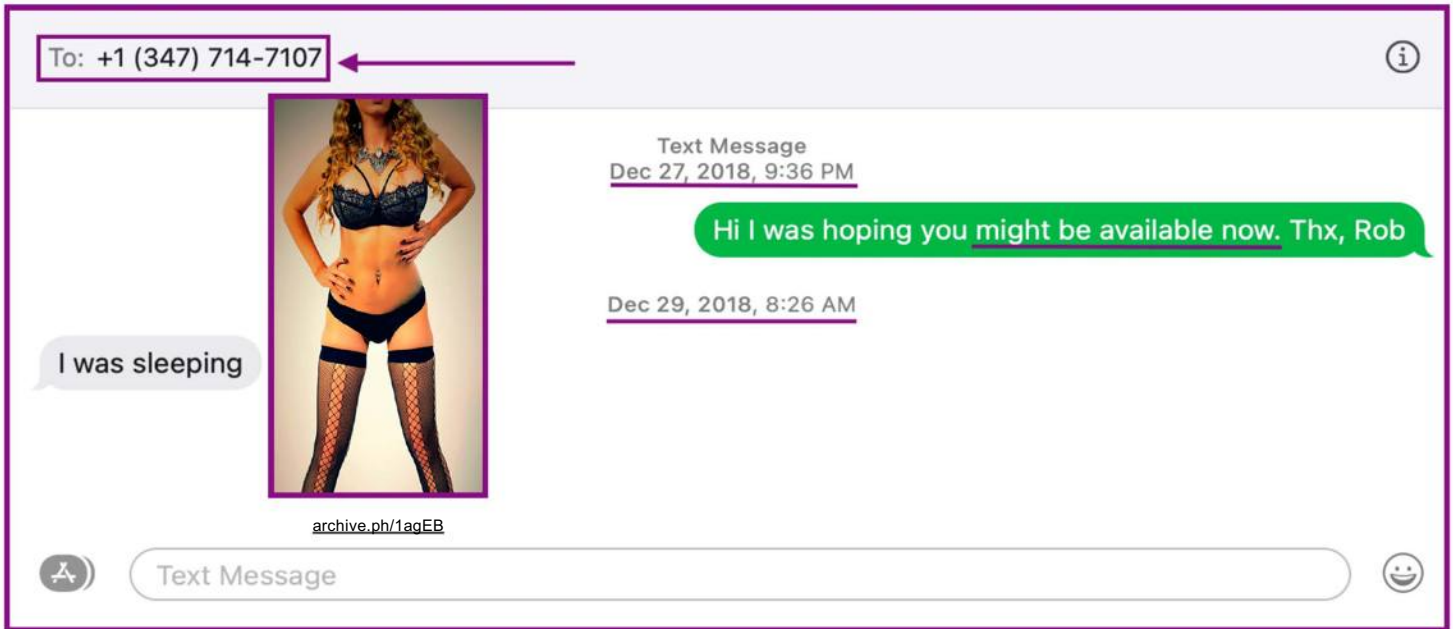 To: +1 (347) 714-7107
Text Message
Dec 27, 2018, 9:36 PM
Hi I was hoping you might be available now. Thx, Rob
Dec 29, 2018, 8:26 AM
I was sleeping
archive.ph/1agEB
Text Message